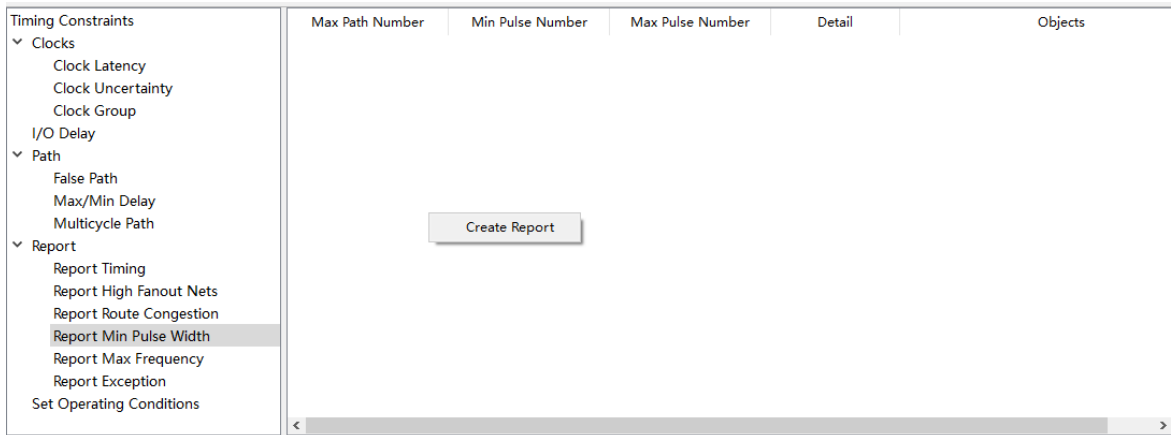 Timing Constraints
Clocks
Clock Latency
Clock Uncertainty
Clock Group
I/O Delay
Path
False Path
Max/Min Delay
Multicycle Path
Report
Report Timing
Report High Fanout Nets
Report Route Congestion
Report Min Pulse Width
Report Max Frequency
Report Exception
Set Operating Conditions
Max Path Number Min Pulse Number Max Pulse Number Detail Objects
Create Report